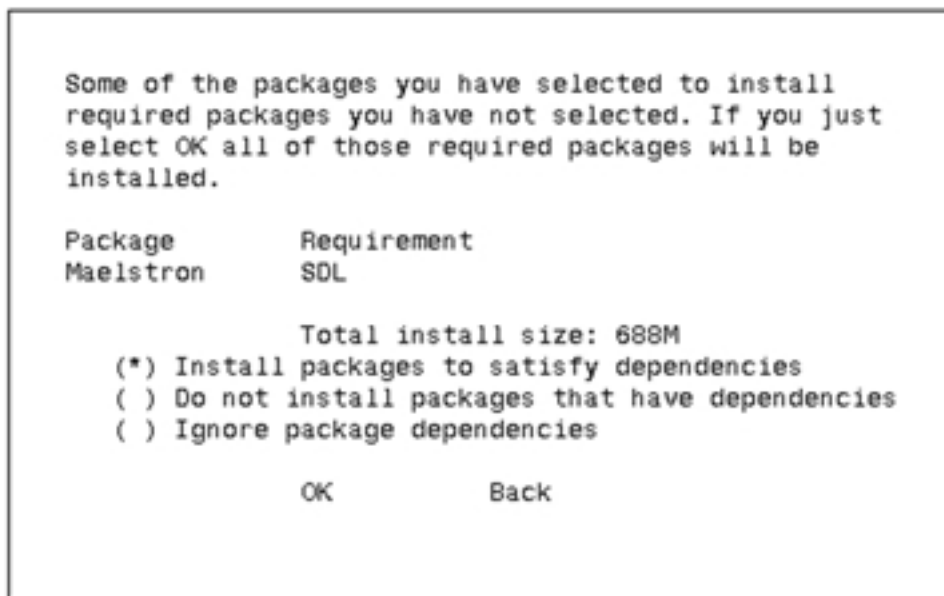 Some of the packages you have selected to install
required packages you have not selected. If you just
select OK all of those required packages will be
installed.
Package Requirement
Maelstron SDL
Total install size: 688M
(*) Install packages to satisfy dependencies
( ) Do not install packages that have dependencies
( ) Ignore package dependencies
OK Back